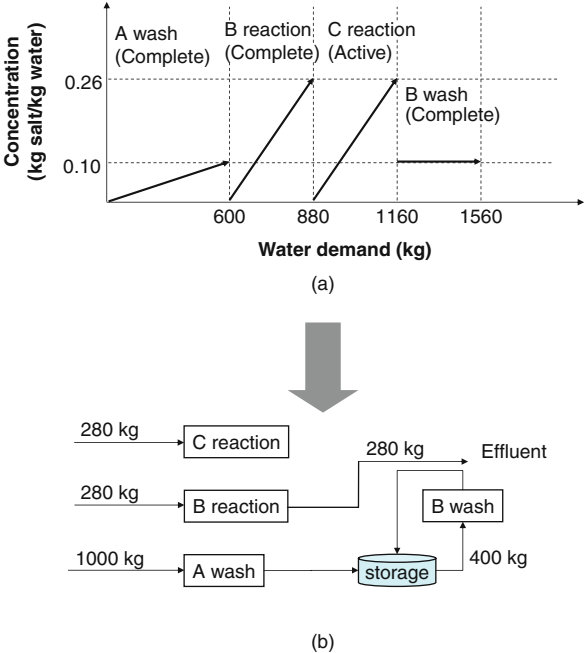 A wash
(Complete)
B reaction
(Complete)
C reaction
(Active)
B wash
(Complete)
Concentration
(kg salt/kg water)
0.26
0.10
600 880 1160 1560
Water demand (kg)
(a)
280 kg
C reaction
280 kg
Effluent
280 kg
B reaction
B wash
1000 kg
A wash
storage
400 kg
(b)